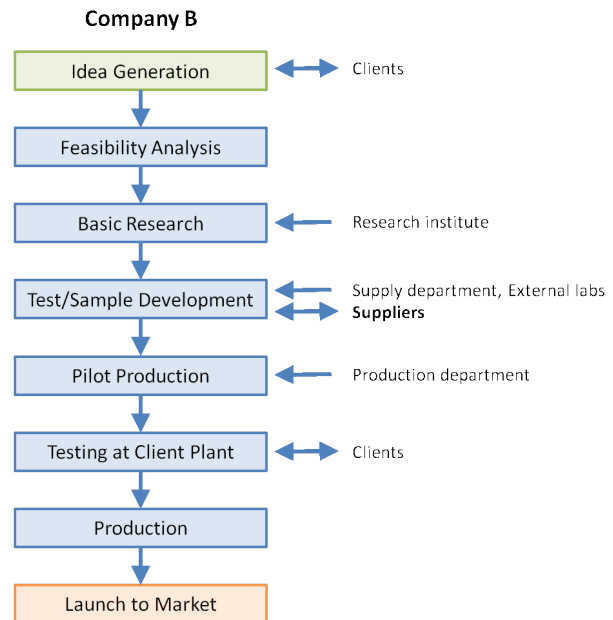 Company B
Idea Generation
Clients
Feasibility Analysis
Basic Research
Research institute
Test/Sample Development
Supply department, External labs
Suppliers
Pilot Production
Production department
Testing at Client Plant
Clients
Production
Launch to Market